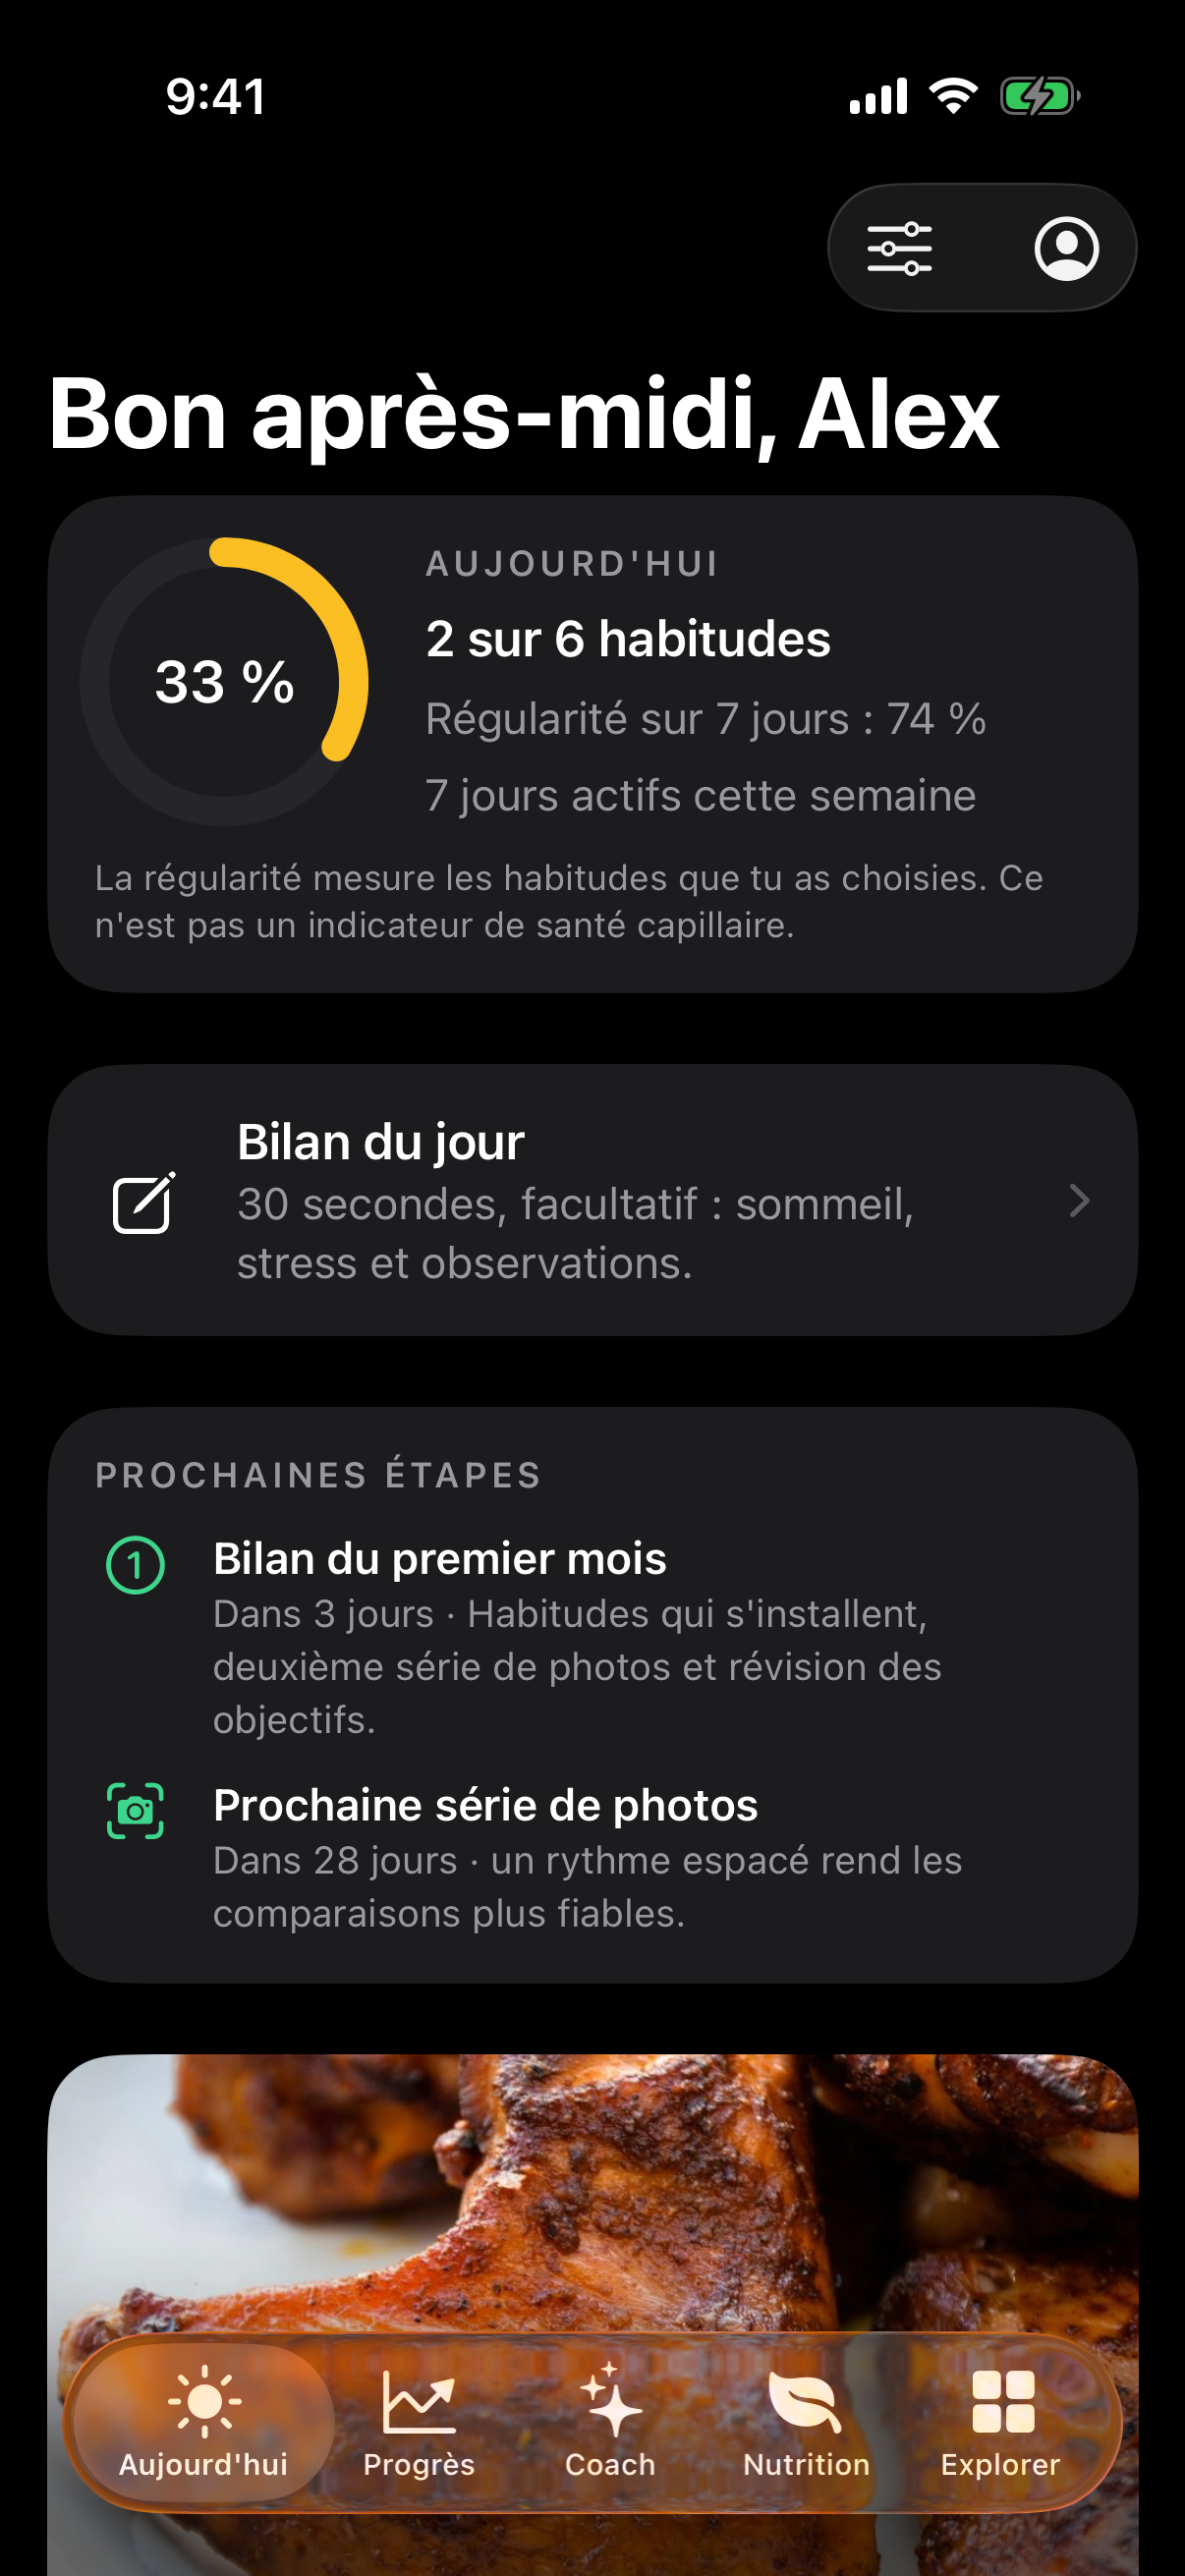 9:41
Bon après-midi, Alex
33 %
AUJOURD'HUI
2 sur 6 habitudes
Régularité sur 7 jours : 74 %
7 jours actifs cette semaine
La régularité mesure les habitudes que tu as choisies. Ce
n'est pas un indicateur de santé capillaire.
Bilan du jour
30 secondes, facultatif : sommeil,
stress et observations.
PROCHAINES ÉTAPES
1
Bilan du premier mois
Dans 3 jours · Habitudes qui s'installent,
deuxième série de photos et révision des
objectifs.
Prochaine série de photos
Dans 28 jours · un rythme espacé rend les
comparaisons plus fiables.
Aujourd'hui
Progrès
Coach
Nutrition
Explorer